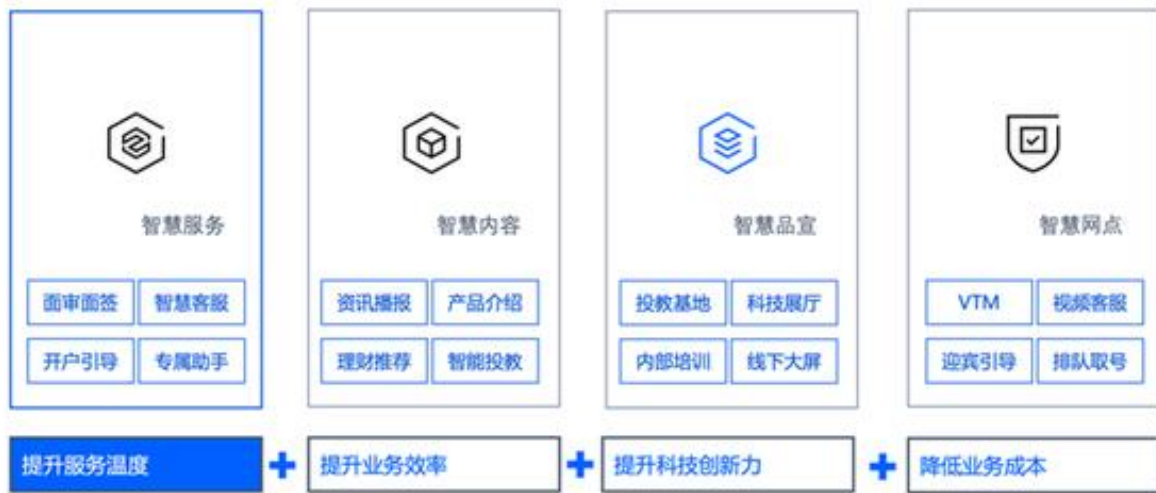 智慧服务
面审面签 智慧客服
开户引导 专属助手
智慧内容
资讯播报 产品介绍
理财推荐 智能投教
智慧品宣
投教基地 科技展厅
内部培训 线下大屏
智慧网点
VTM 视频客服
迎宾引导 排队取号
提升服务温度 + 提升业务效率 + 提升科技创新力 + 降低业务成本